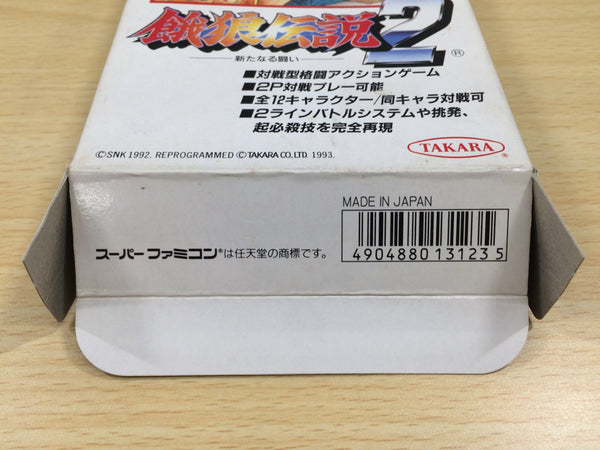 餓狼伝説2®
新たなる闘い
■対戦型格闘アクションゲーム
■2P対戦プレー可能
■全12キャラクター/同キャラ対戦可
■2ラインバトルシステムや挑発、
起必殺技を完全再現
©SNK 1992. REPROGRAMMED ©TAKARA CO.,LTD. 1993.
TAKARA®
MADE IN JAPAN
スーパーファミコン®は任天堂の商標です。
4904880131235